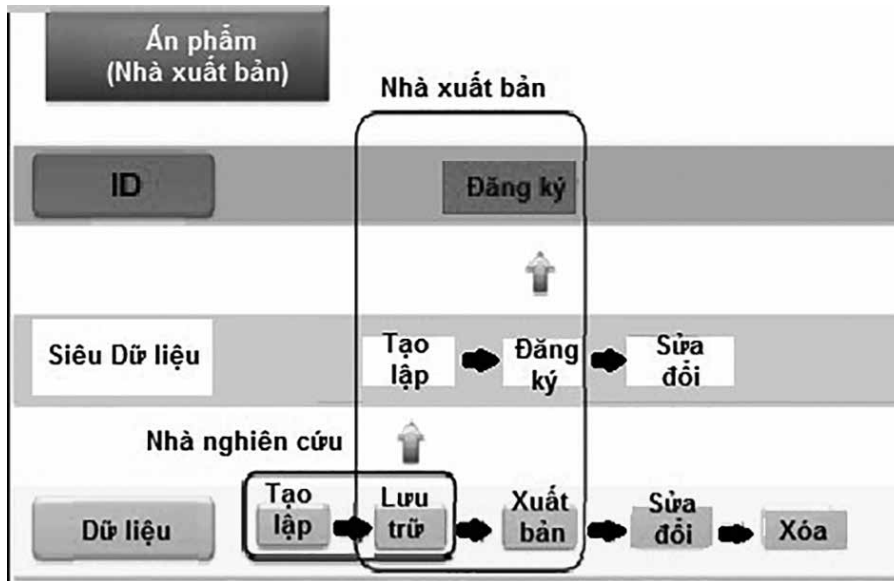 Ấn phẩm
(Nhà xuất bản)
Nhà xuất bản
ID
Đăng ký
Siêu Dữ liệu
Tạo
lập
Đăng
ký
Sửa
đổi
Nhà nghiên cứu
Dữ liệu
Tạo
lập
Lưu
trữ
Xuất
bản
Sửa
đổi
Xóa